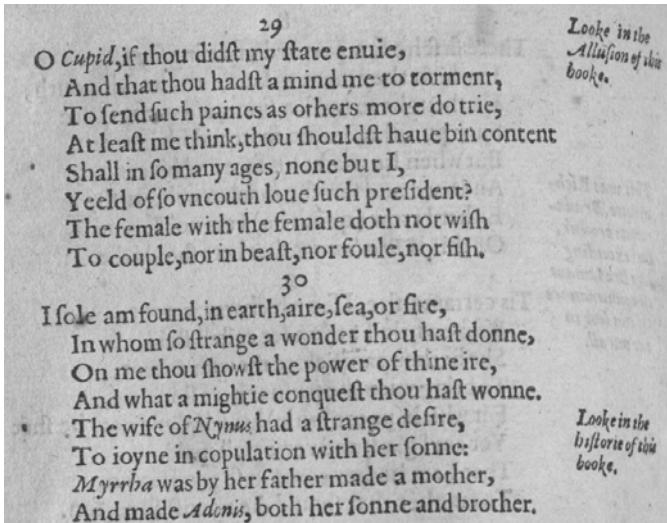 29
O Cupid, if thou didſt my ſtate enuie,
And that thou hadſt a mind me to torment,
To ſend ſuch paines as others more do trie,
At leaſt me think, thou ſhouldſt haue bin content
Shall in ſo many ages, none but I,
Yeeld of ſo vncouth loue ſuch preſident?
The female with the female doth not wiſh
To couple, nor in beaſt, nor foule, nor fiſh.
Looke in the
Alluſion of this
booke.
30
I ſole am found, in earth, aire, ſea, or fire,
In whom ſo ſtrange a wonder thou haſt donne,
On me thou ſhowſt the power of thine ire,
And what a mightie conqueſt thou haſt wonne.
The wife of Nynus had a ſtrange deſire,
To ioyne in copulation with her ſonne:
Myrrha was by her father made a mother,
And made Adonis, both her ſonne and brother.
Looke in the
hiſtorie of this
booke.